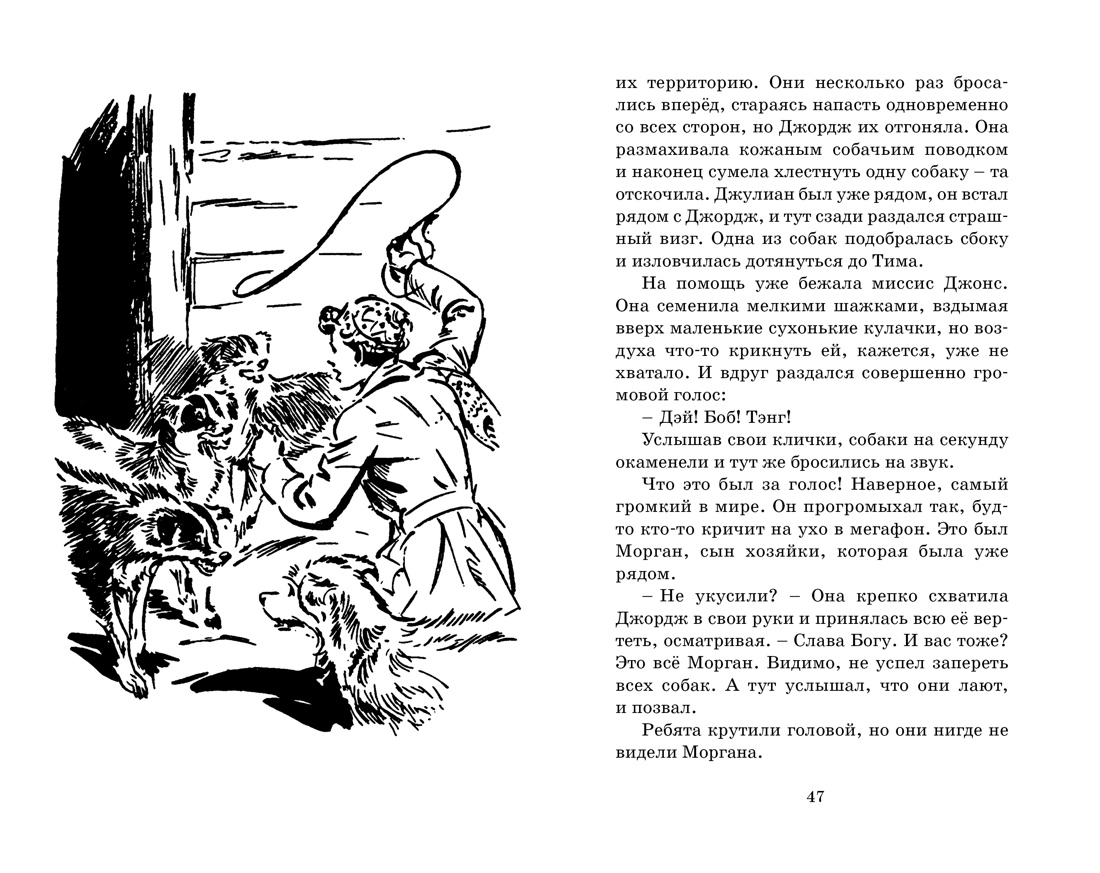 их территорию. Они несколько раз броса-
лись вперёд, стараясь напасть одновременно
со всех сторон, но Джордж их отгоняла. Она
размахивала кожаным собачьим поводком
и наконец сумела хлестнуть одну собаку – та
отскочила. Джулиан был уже рядом, он встал
рядом с Джордж, и тут сзади раздался страш-
ный визг. Одна из собак подобралась сбоку
и изловчилась дотянуться до Тима.
На помощь уже бежала миссис Джонс.
Она семенила мелкими шажками, вздымая
вверх маленькие сухонькие кулачки, но воз-
духа что-то крикнуть ей, кажется, уже не
хватало. И вдруг раздался совершенно гро-
мовой голос:
– Дэй! Боб! Тэнг!
Услышав свои клички, собаки на секунду
окаменели и тут же бросились на звук.
Что это был за голос! Наверное, самый
громкий в мире. Он прогромыхал так, буд-
то кто-то кричит на ухо в мегафон. Это был
Морган, сын хозяйки, которая была уже
рядом.
– Не укусили? – Она крепко схватила
Джордж в свои руки и принялась всю её вер-
теть, осматривая. – Слава Богу. И вас тоже?
Это всё Морган. Видимо, не успел запереть
всех собак. А тут услышал, что они лают,
и позвал.
Ребята крутили головой, но они нигде не
видели Моргана.
47